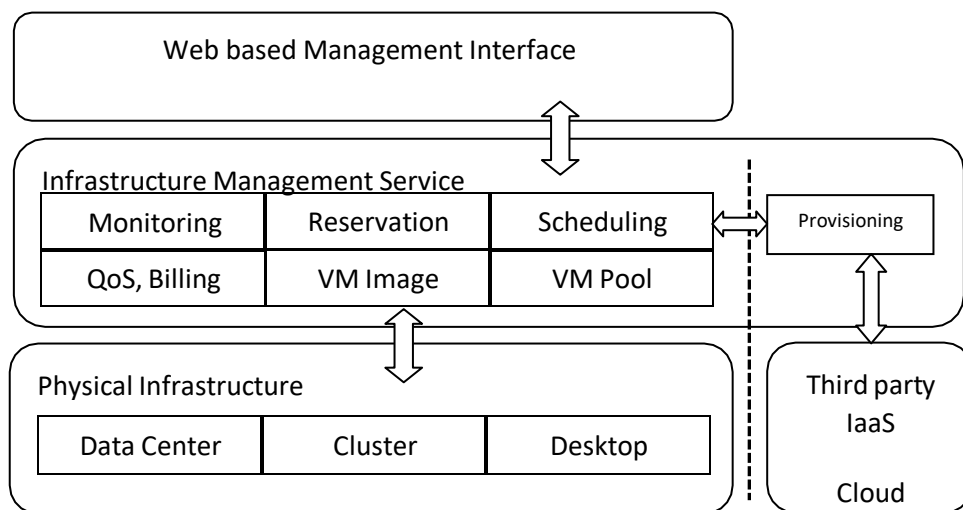 Web based Management Interface
Infrastructure Management Service
Monitoring
Reservation
Scheduling
Provisioning
QoS, Billing
VM Image
VM Pool
Physical Infrastructure
Data Center
Cluster
Desktop
Third party
IaaS
Cloud